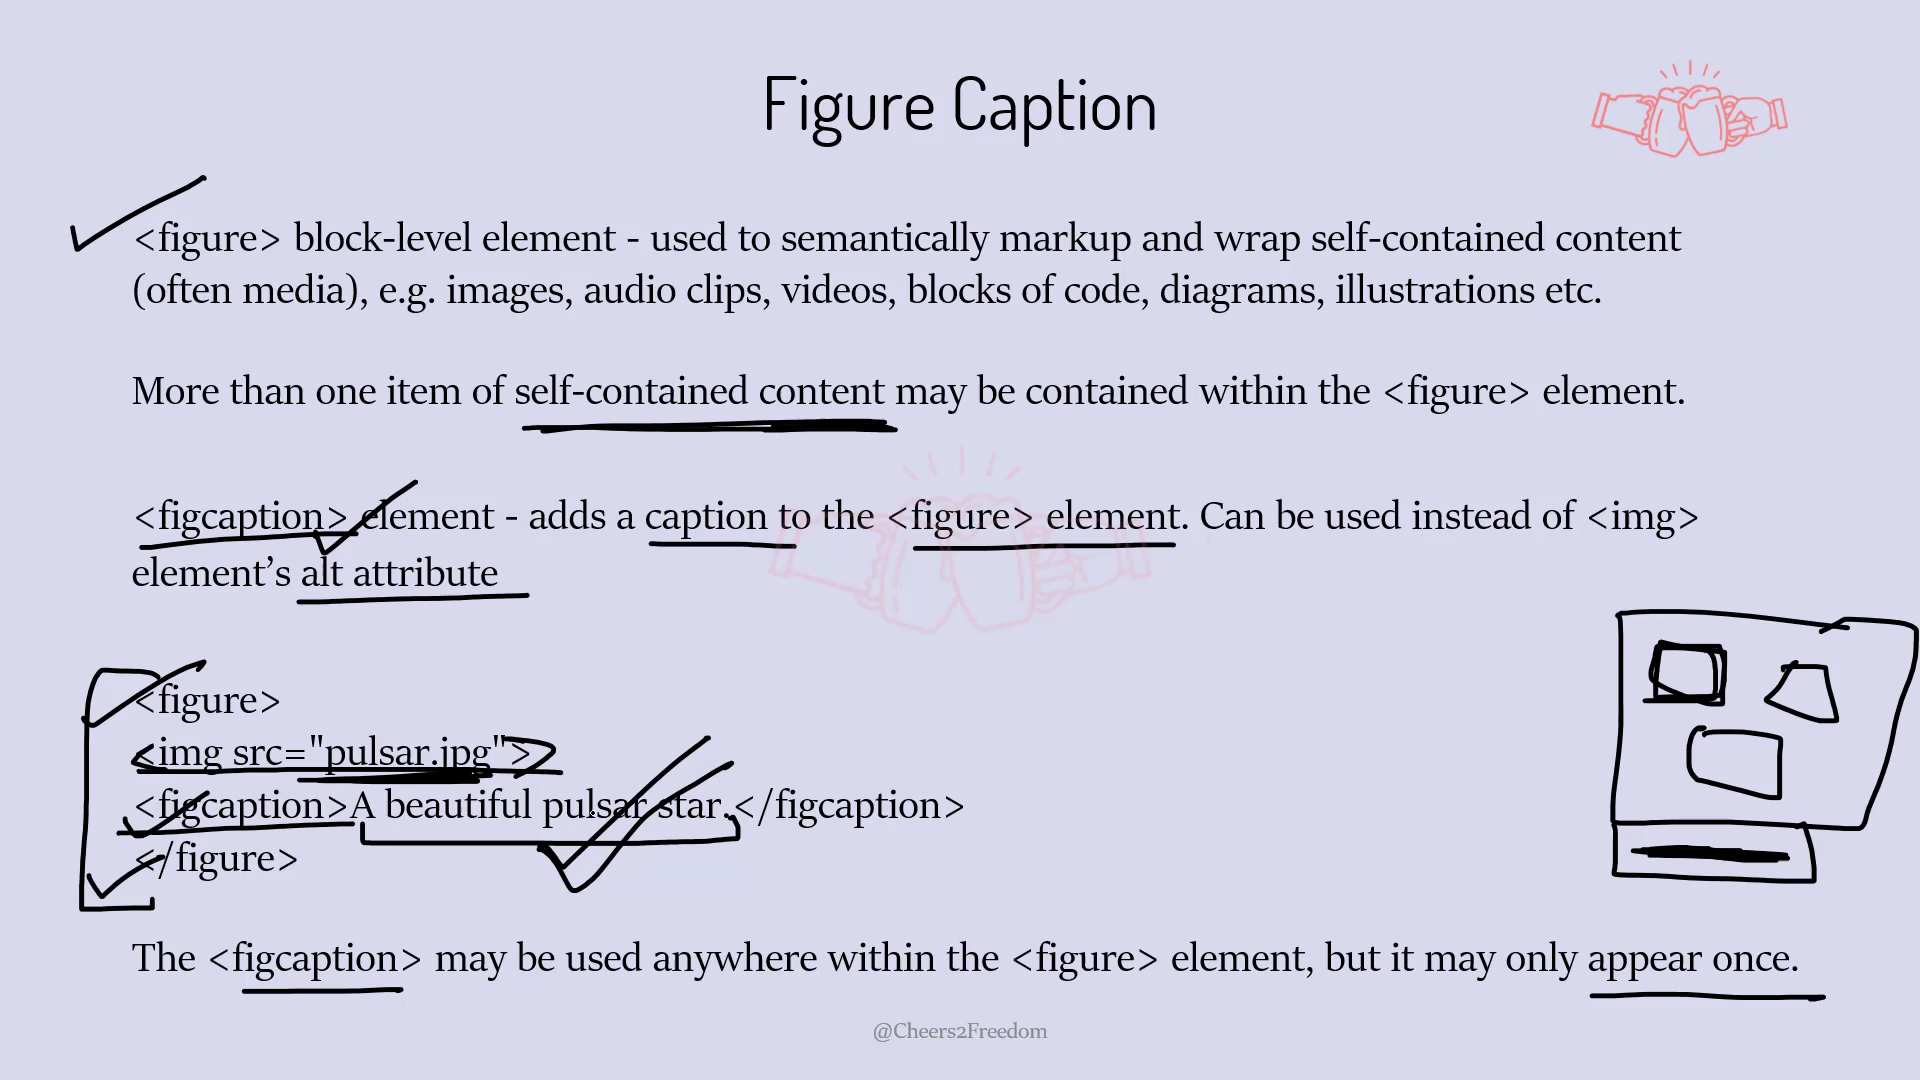 Figure Caption
<figure> block-level element - used to semantically markup and wrap self-contained content
(often media), e.g. images, audio clips, videos, blocks of code, diagrams, illustrations etc.
More than one item of self-contained content may be contained within the <figure> element.
<figcaption> element - adds a caption to the <figure> element. Can be used instead of <img>
element’s alt attribute
<figure>
<img src="pulsar.jpg">
<figcaption>A beautiful pulsar star.</figcaption>
</figure>
The <figcaption> may be used anywhere within the <figure> element, but it may only appear once.
@Cheers2Freedom